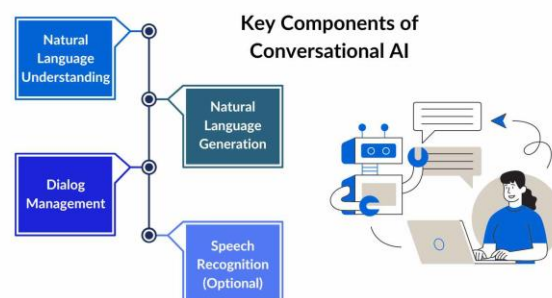 Key Components of
Conversational AI
Natural
Language
Understanding
Natural
Language
Generation
Dialog
Management
Speech
Recognition
(Optional)